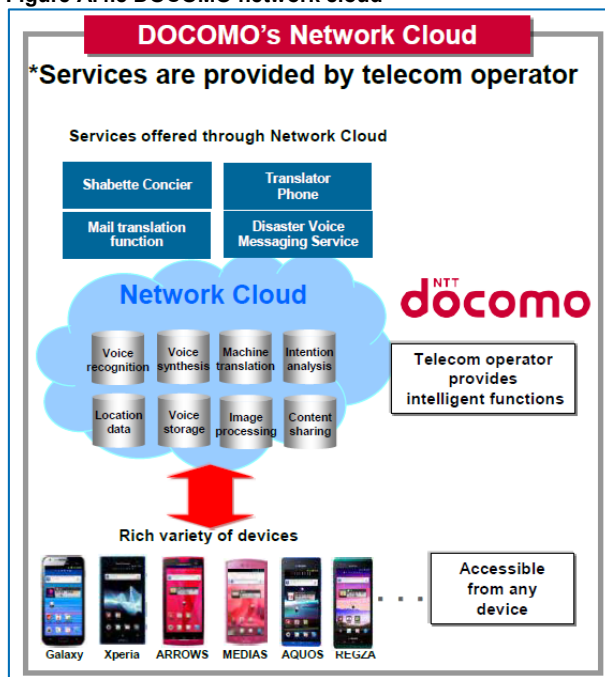 DOCOMO's Network Cloud
*Services are provided by telecom operator
Services offered through Network Cloud
Shabette Concier
Translator
Phone
Mail translation
function
Disaster Voice
Messaging Service
Network Cloud
NTT
döcomo
Voice
recognition
Voice
synthesis
Machine
translation
Intention
analysis
Telecom operator
provides
intelligent functions
Location
data
Voice
storage
Image
processing
Content
sharing
Rich variety of devices
Accessible
from any
device
. . .
Galaxy
Xperia
ARROWS
MEDIAS
AQUOS
REGZA